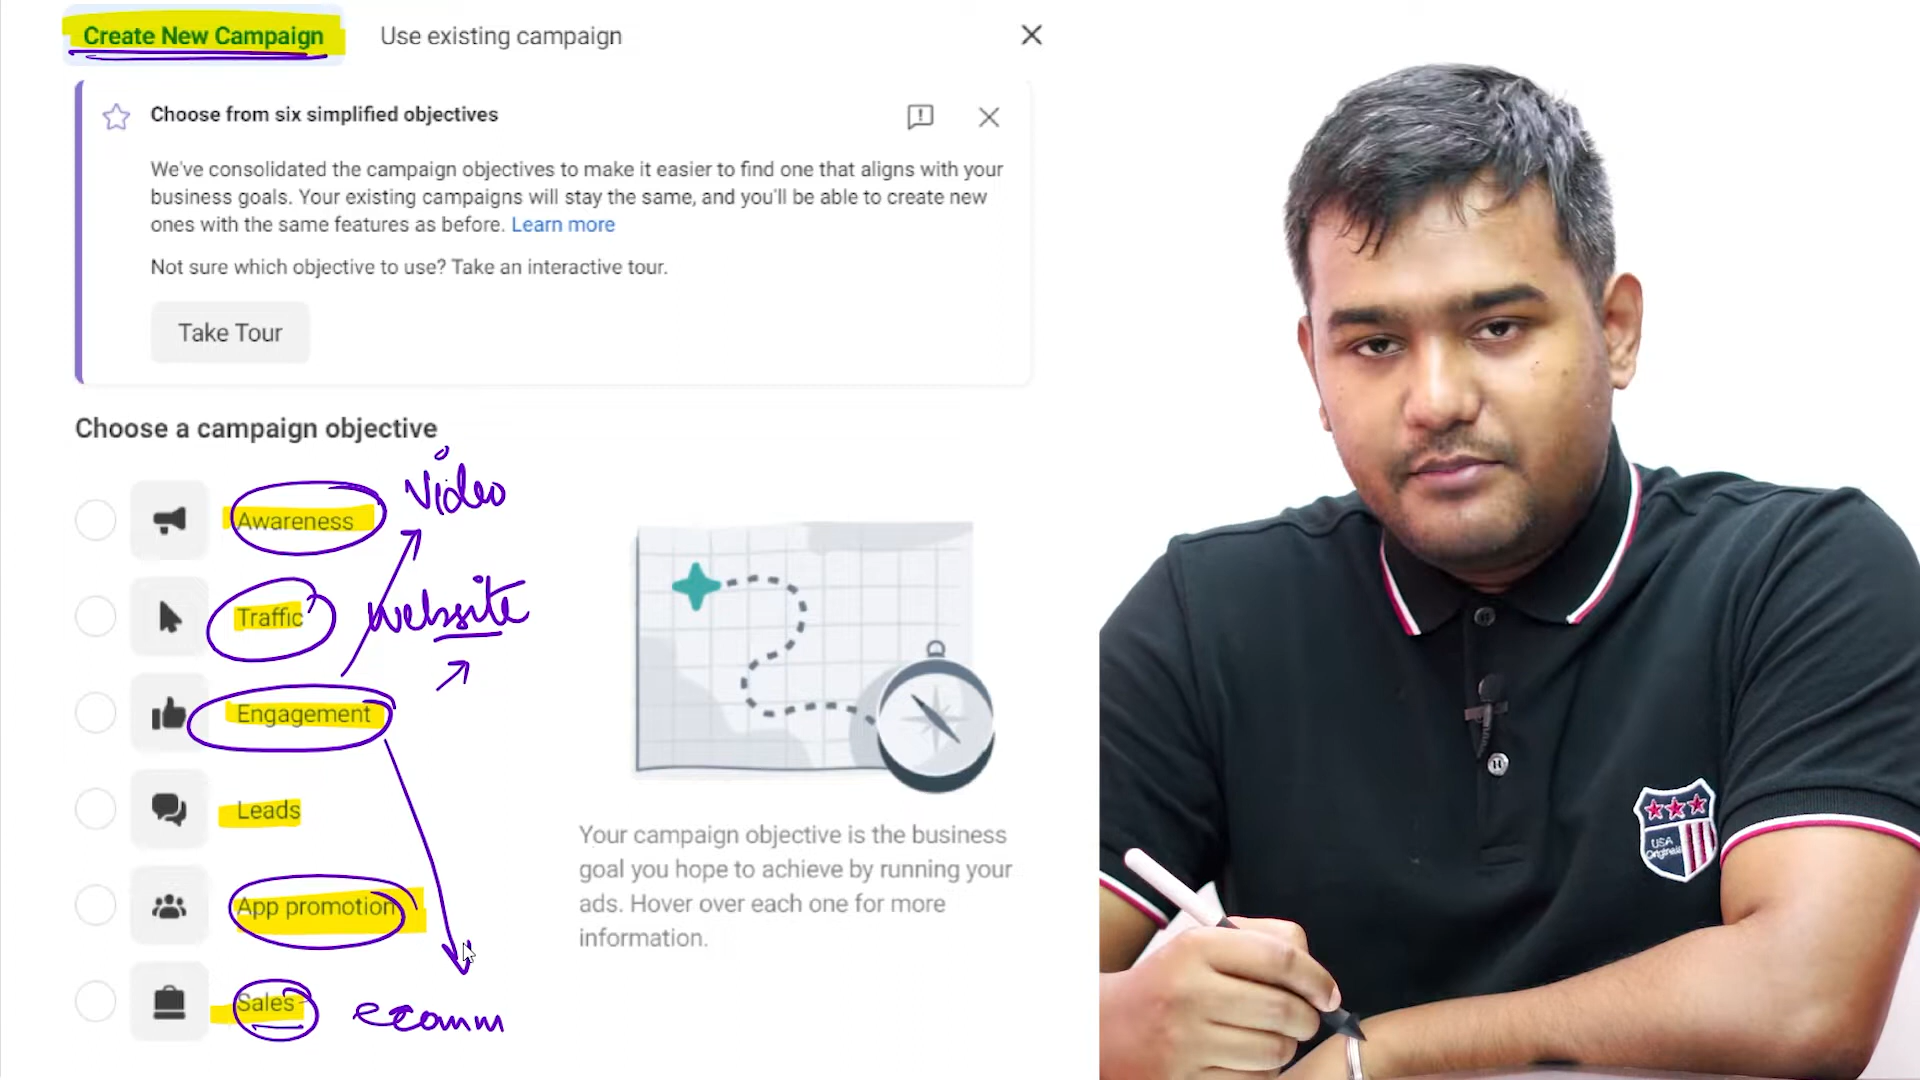 Create New Campaign
Use existing campaign
Choose from six simplified objectives
We've consolidated the campaign objectives to make it easier to find one that aligns with your
business goals. Your existing campaigns will stay the same, and you'll be able to create new
ones with the same features as before. Learn more
Not sure which objective to use? Take an interactive tour.
Take Tour
Choose a campaign objective
Awareness
Video
Traffic
website
Engagement
Leads
App promotion
Sales
ecomm
Your campaign objective is the business
goal you hope to achieve by running your
ads. Hover over each one for more
information.
USA
Originals